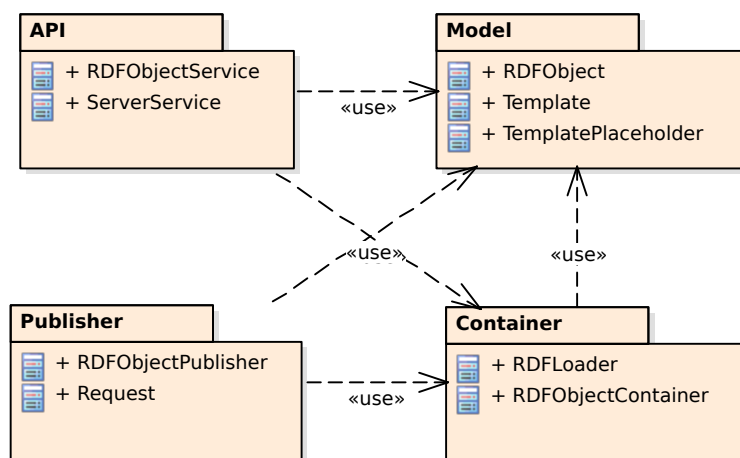 API
+ RDFObjectService
+ ServerService
Model
+ RDFObject
+ Template
+ TemplatePlaceholder
«use»
«use»
«use»
Publisher
+ RDFObjectPublisher
+ Request
Container
+ RDFLoader
+ RDFObjectContainer
«use»